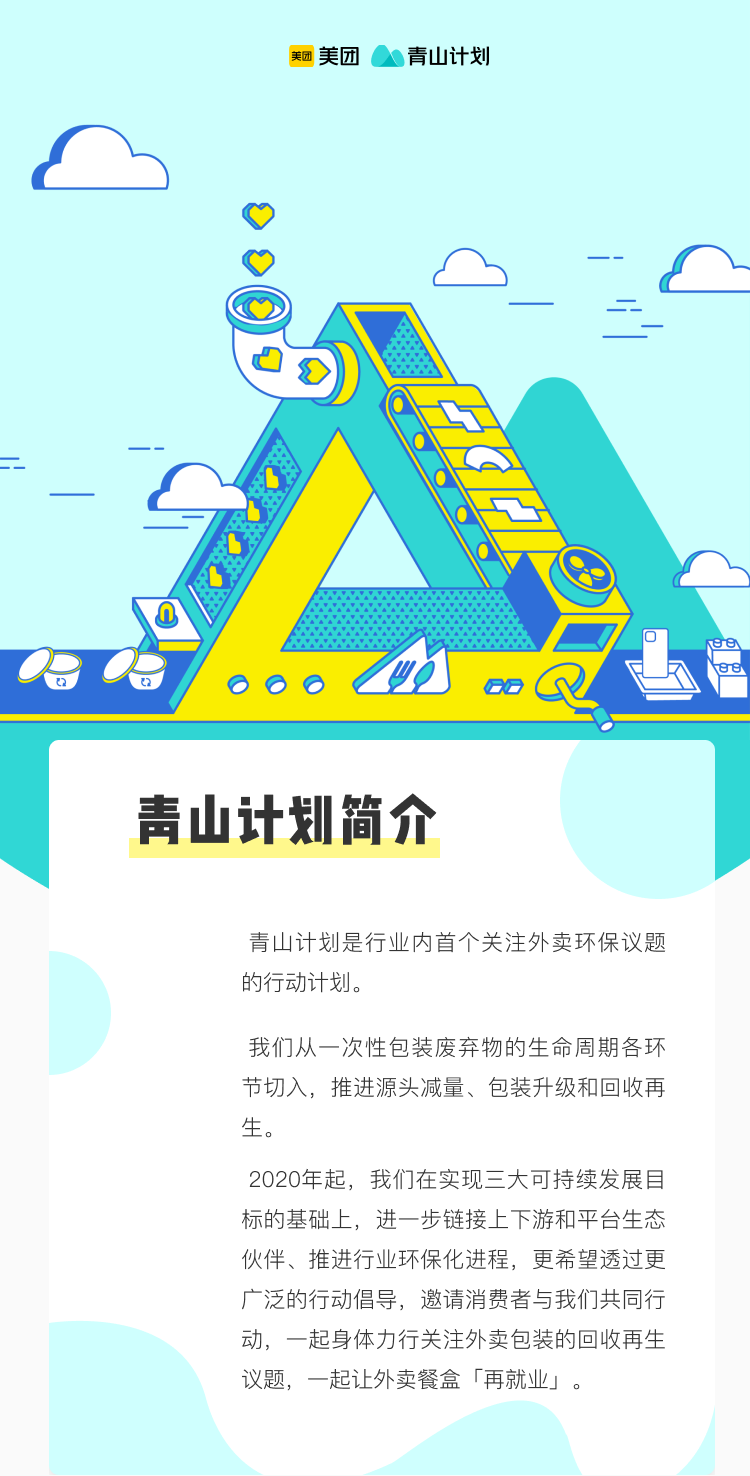 美团 美团 青山计划
青山计划简介
青山计划是行业内首个关注外卖环保议题
的行动计划。
我们从一次性包装废弃物的生命周期各环
节切入，推进源头减量、包装升级和回收再
生。
2020年起，我们在实现三大可持续发展目
标的基础上，进一步链接上下游和平台生态
伙伴、推进行业环保化进程，更希望透过更
广泛的行动倡导，邀请消费者与我们共同行
动，一起身体力行关注外卖包装的回收再生
议题，一起让外卖餐盒「再就业」。